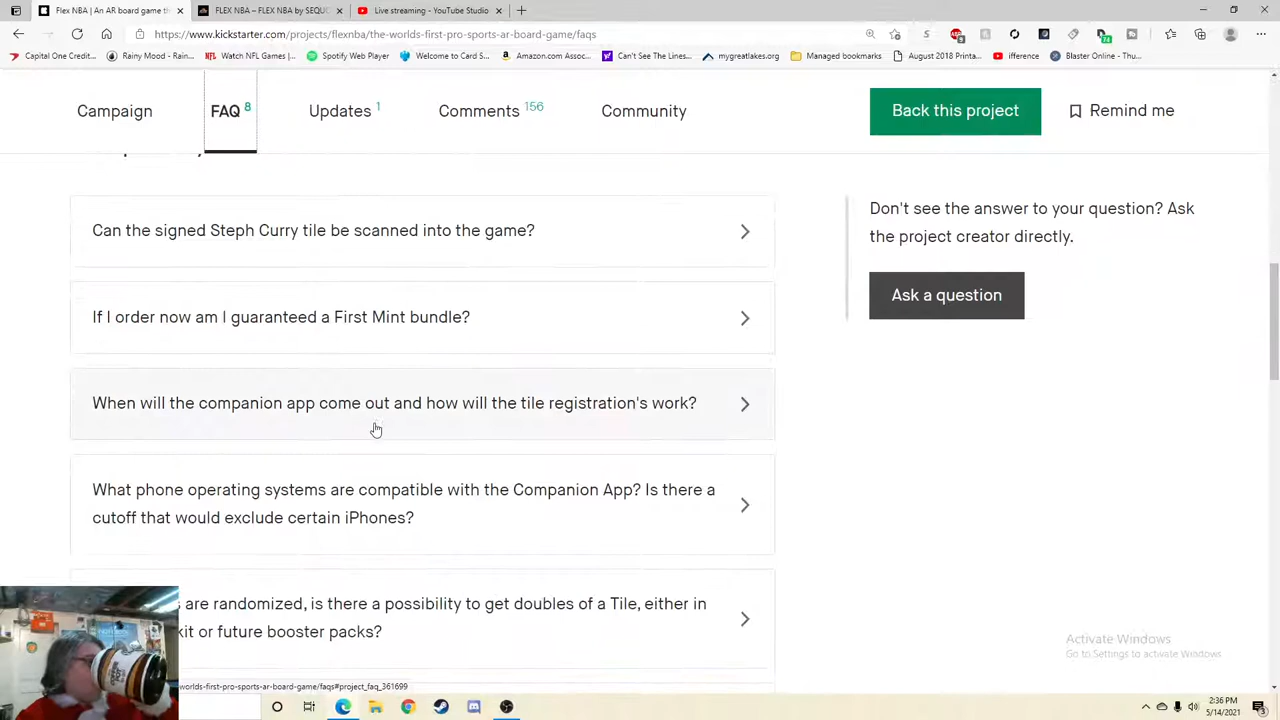 Flex NBA | An AR board game th
FLEX NBA – FLEX NBA by SEQUO
Live streaming - YouTube Studio
https://www.kickstarter.com/projects/flexnba/the-worlds-first-pro-sports-ar-board-game/faqs
Capital One Credit...
Rainy Mood - Rain...
Watch NFL Games |...
Spotify Web Player
Welcome to Card S...
Amazon.com Assoc...
Can't See The Lines...
mygreatlakes.org
Managed bookmarks
August 2018 Printa...
ifference
Blaster Online - Thu...
Campaign
FAQ 8
Updates 1
Comments 156
Community
Back this project
Remind me
Can the signed Steph Curry tile be scanned into the game?
If I order now am I guaranteed a First Mint bundle?
When will the companion app come out and how will the tile registration's work?
What phone operating systems are compatible with the Companion App? Is there a
cutoff that would exclude certain iPhones?
are randomized, is there a possibility to get doubles of a Tile, either in
kit or future booster packs?
Don't see the answer to your question? Ask
the project creator directly.
Ask a question
Activate Windows
Go to Settings to activate Windows.
worlds-first-pro-sports-ar-board-game/faqs#project_faq_361699
2:36 PM
5/14/2021